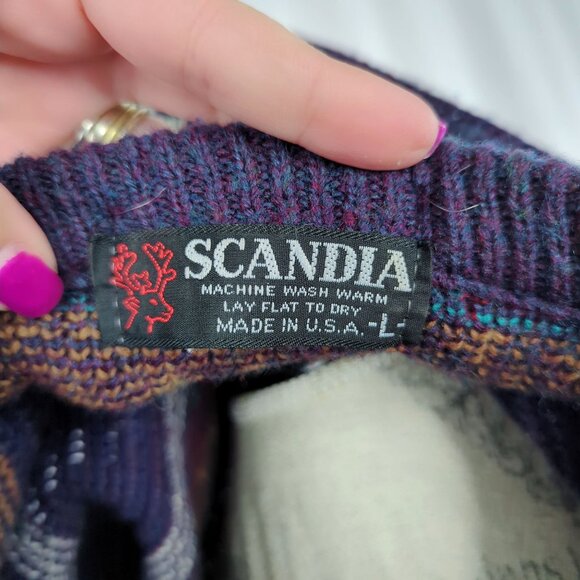 SCANDIA
MACHINE WASH WARM
LAY FLAT TO DRY
MADE IN U.S.A. -L-